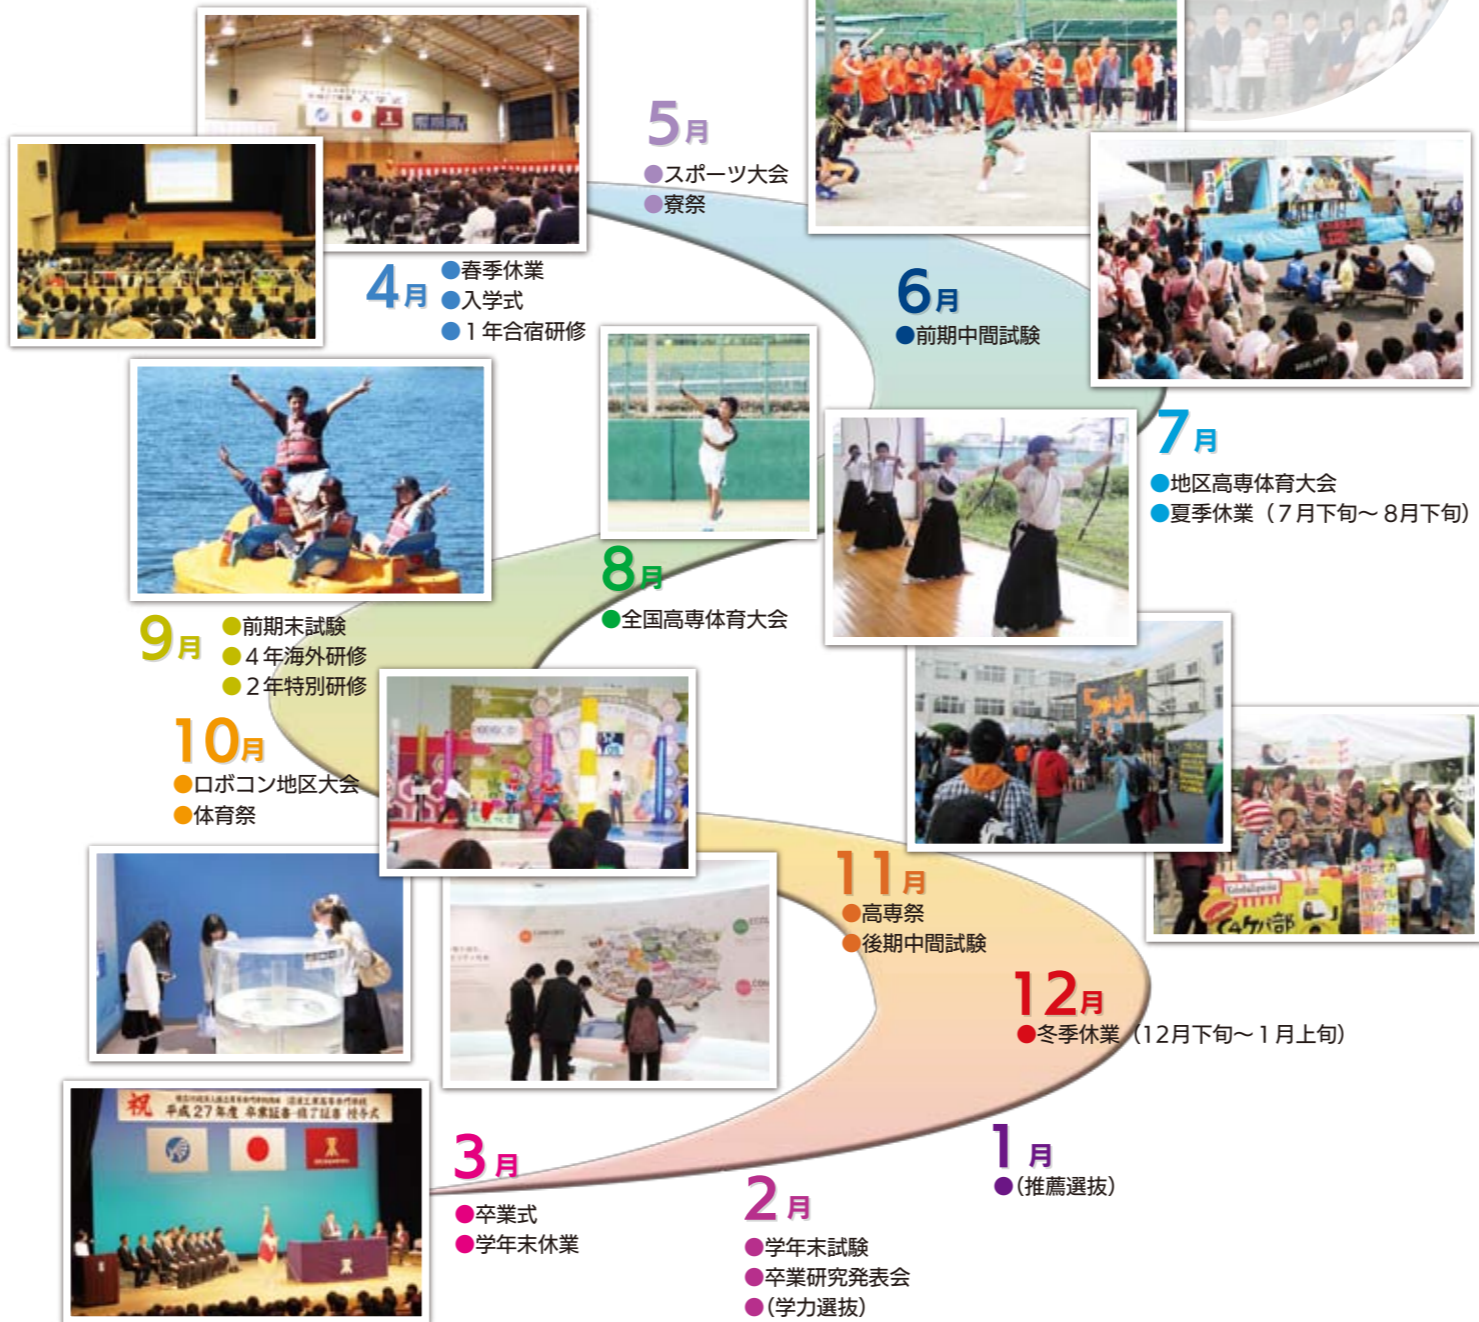 入学式
4月
●春季休業
●入学式
●1年合宿研修
5月
●スポーツ大会
●寮祭
6月
●前期中間試験
7月
●地区高専体育大会
●夏季休業（7月下旬～8月下旬）
8月
●全国高専体育大会
9月
●前期末試験
●4年海外研修
●2年特別研修
10月
●ロボコン地区大会
●体育祭
11月
●高専祭
●後期中間試験
12月
●冬季休業（12月下旬～1月上旬）
1月
●（推薦選抜）
2月
●学年末試験
●卒業研究発表会
●（学力選抜）
3月
●卒業式
●学年末休業
祝
平成27年度 卒業証書・修了証書 授与式